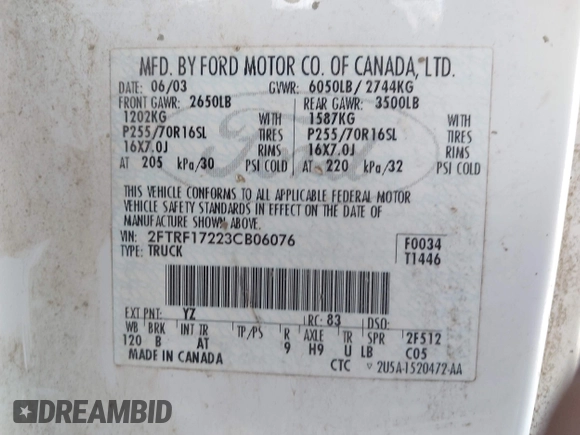 MFD. BY FORD MOTOR CO. OF CANADA, LTD.
DATE: 06/03 GVWR: 6050LB/ 2744KG
FRONT GAWR: 2650LB REAR GAWR: 3500LB
1202KG 1587KG
P255/70R16SL TIRES P255/70R16SL TIRES
16X7.0J RIMS 16X7.0J RIMS
AT 205 kPa/30 PSI COLD AT 220 kPa/32 PSI COLD
THIS VEHICLE CONFORMS TO ALL APPLICABLE FEDERAL MOTOR
VEHICLE SAFETY STANDARDS IN EFFECT ON THE DATE OF
MANUFACTURE SHOWN ABOVE.
VIN: 2FTRF17223CB06076 F0034
TYPE: TRUCK T1446
EXT PNT: YZ RC: 83 DSO:
WB BRK INT TR TP/PS R AXLE TR SPR 2F512
120 B AT 9 H9 U LB C05
MADE IN CANADA CTC 2U5A-1520472-AA
Ford
DREAMBID